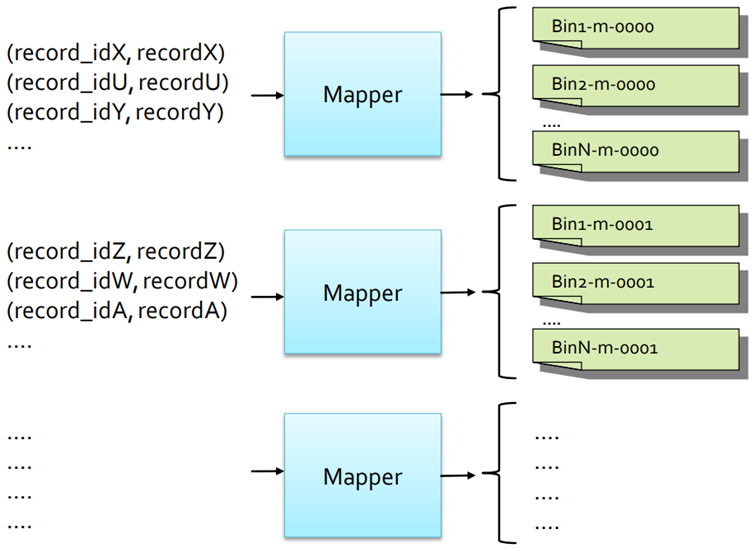 (record_idX, recordX)
(record_idU, recordU)
(record_idY, recordY)
....
Mapper
Bin1-m-0000
Bin2-m-0000
....
BinN-m-0000
(record_idZ, recordZ)
(record_idW, recordW)
(record_idA, recordA)
....
Mapper
Bin1-m-0001
Bin2-m-0001
....
BinN-m-0001
....
....
....
....
Mapper
....
....
....
....